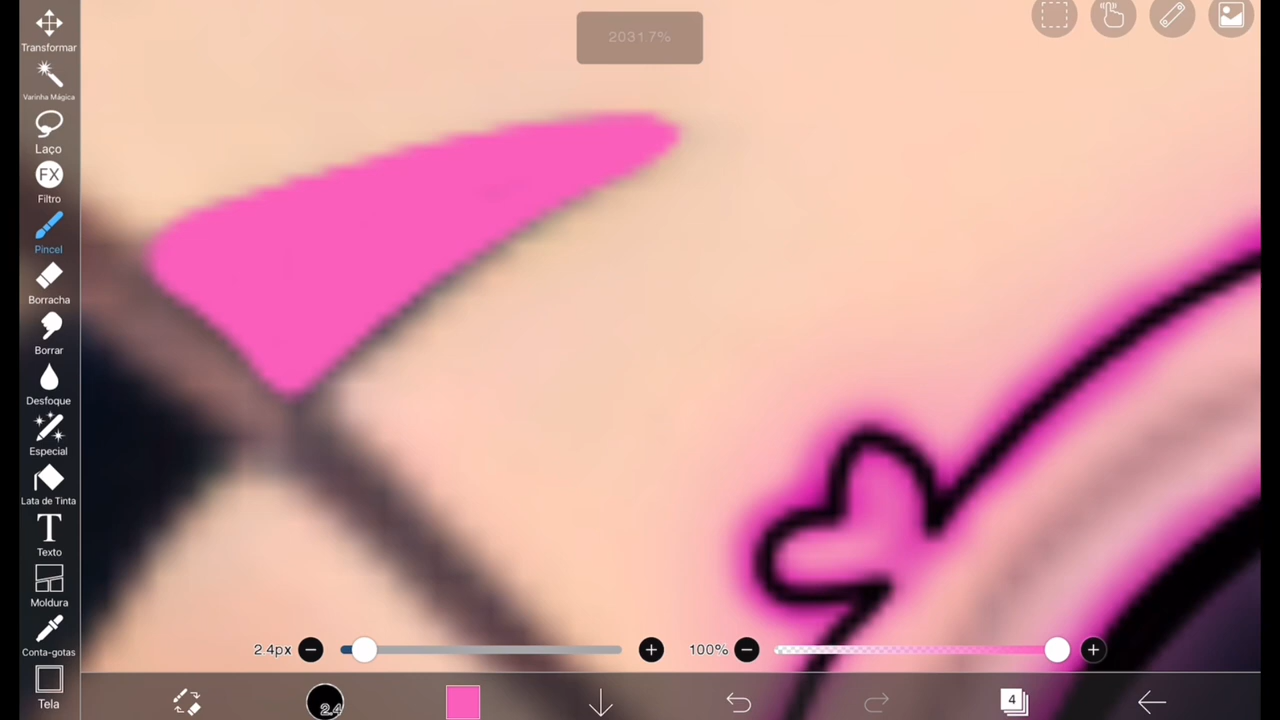 2031.7%
Transformar
Varinha Mágica
Laço
FX
Filtro
Pincel
Borracha
Borrar
Desfoque
Especial
Lata de Tinta
T
Texto
Moldura
Conta-gotas
Tela
2.4px
100%
2.4
4